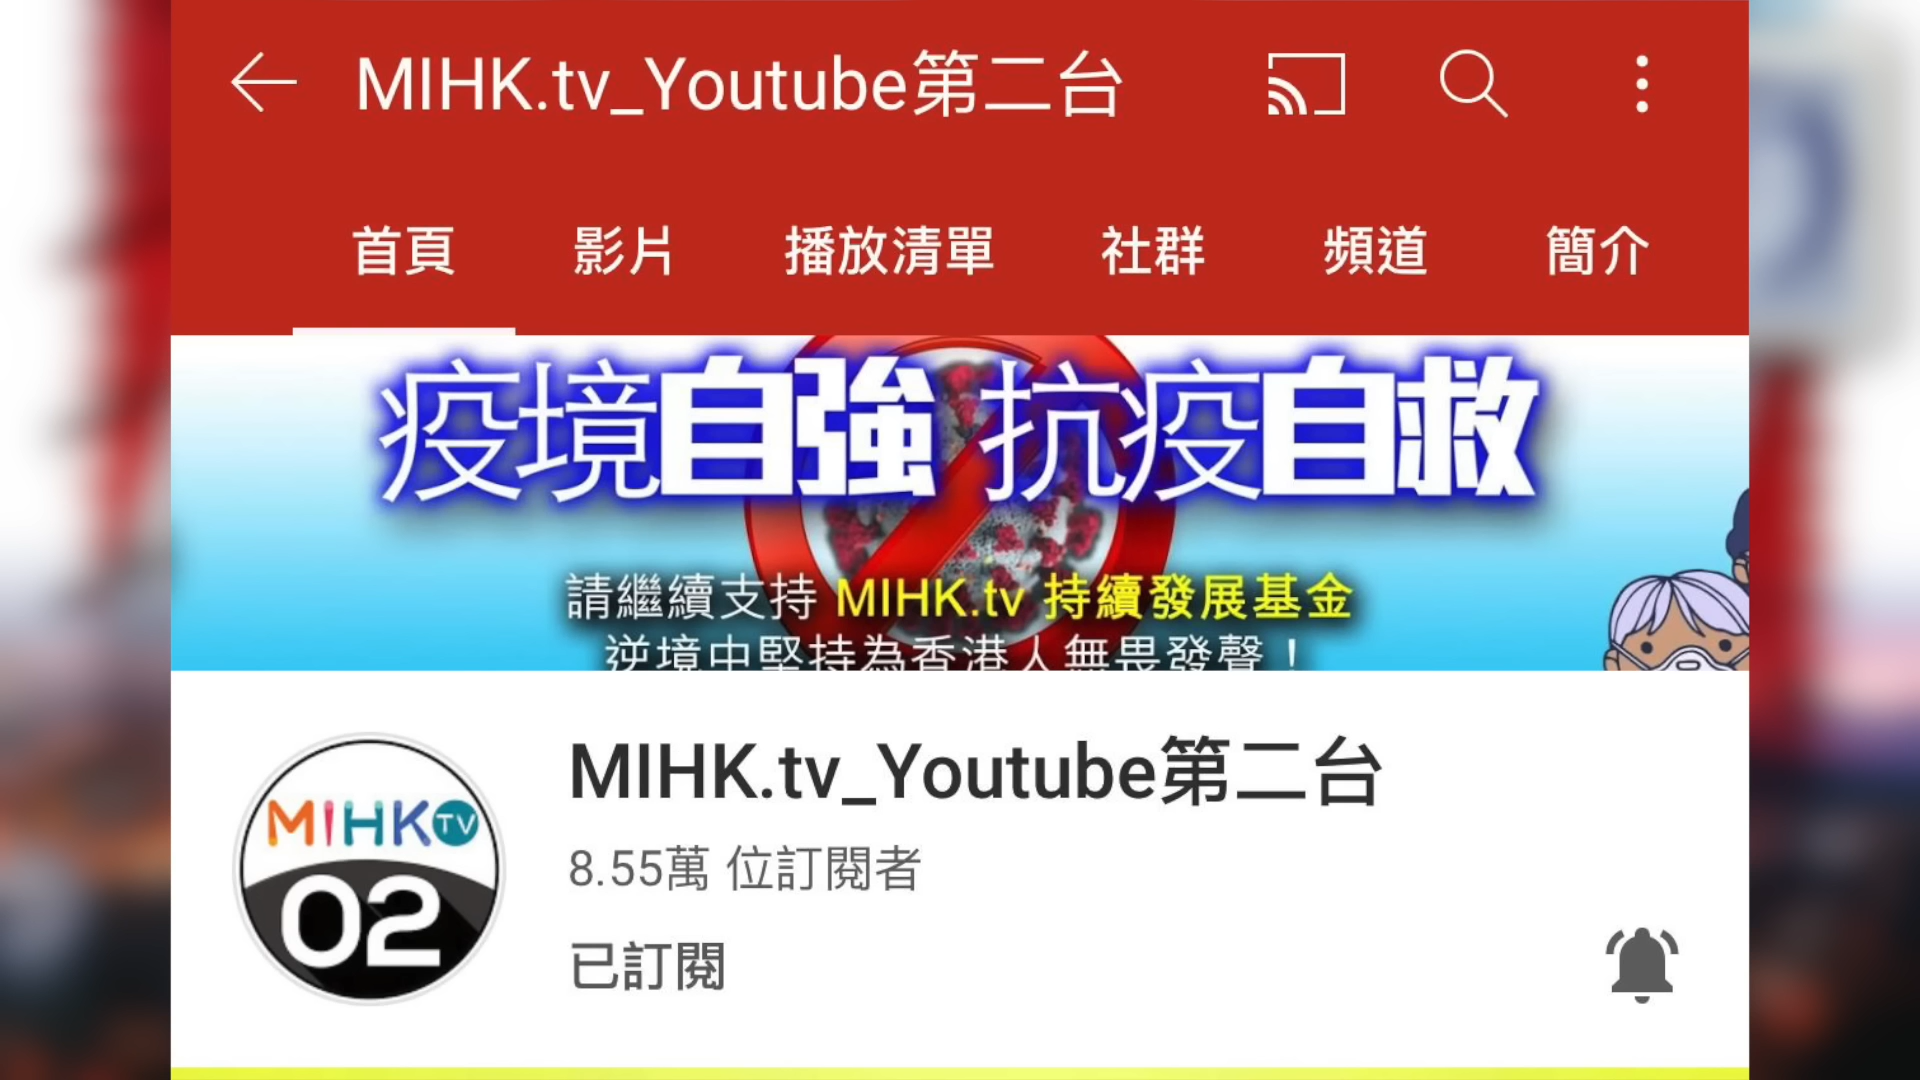 MIHK.tv_Youtube第二台
首頁 影片 播放清單 社群 頻道 簡介
疫境自強 抗疫自救
請繼續支持 MIHK.tv 持續發展基金
逆境中堅持為香港人無畏發聲！
MIHK.tv_Youtube第二台
8.55萬 位訂閱者
已訂閱
MIHK TV
02